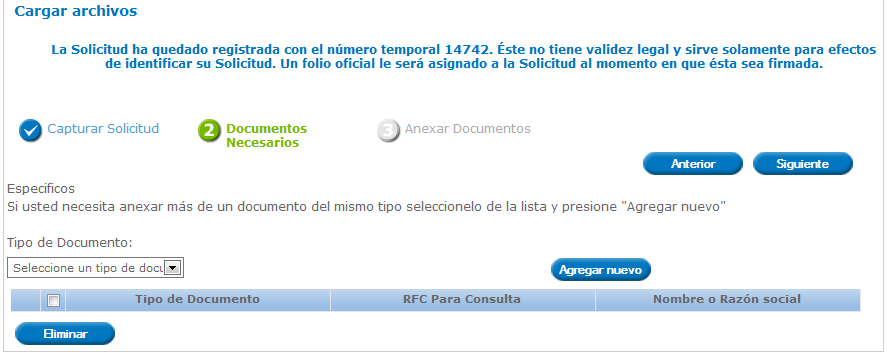 Cargar archivos
La Solicitud ha quedado registrada con el número temporal 14742. Éste no tiene validez legal y sirve solamente para efectos
de identificar su Solicitud. Un folio oficial le será asignado a la Solicitud al momento en que ésta sea firmada.
Capturar Solicitud
2 Documentos
Necesarios
3 Anexar Documentos
Anterior Siguiente
Especificos
Si usted necesita anexar más de un documento del mismo tipo seleccionelo de la lista y presione "Agregar nuevo"
Tipo de Documento:
Seleccione un tipo de docu
Agregar nuevo
Tipo de Documento RFC Para Consulta Nombre o Razón social
Eliminar